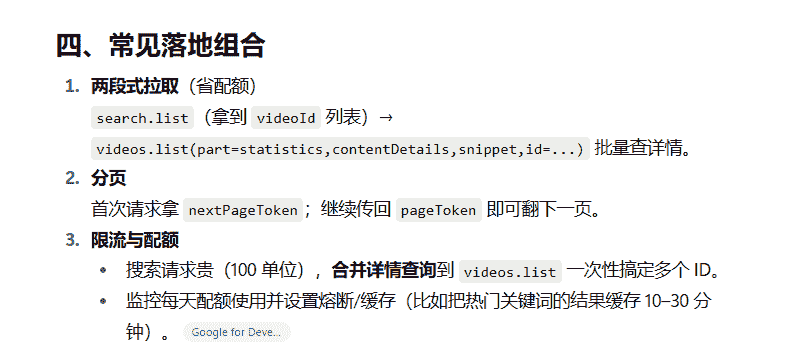 四、常见落地组合
1. 两段式拉取（省配额）
search.list（拿到 videoId 列表）→
videos.list(part=statistics,contentDetails,snippet,id=...) 批量查详情。
2. 分页
首次请求拿 nextPageToken；继续传回 pageToken 即可翻下一页。
3. 限流与配额
• 搜索请求贵（100 单位），合并详情查询到 videos.list 一次性搞定多个 ID。
• 监控每天配额使用并设置熔断/缓存（比如把热门关键词的结果缓存 10–30 分
钟）。 Google for Deve...